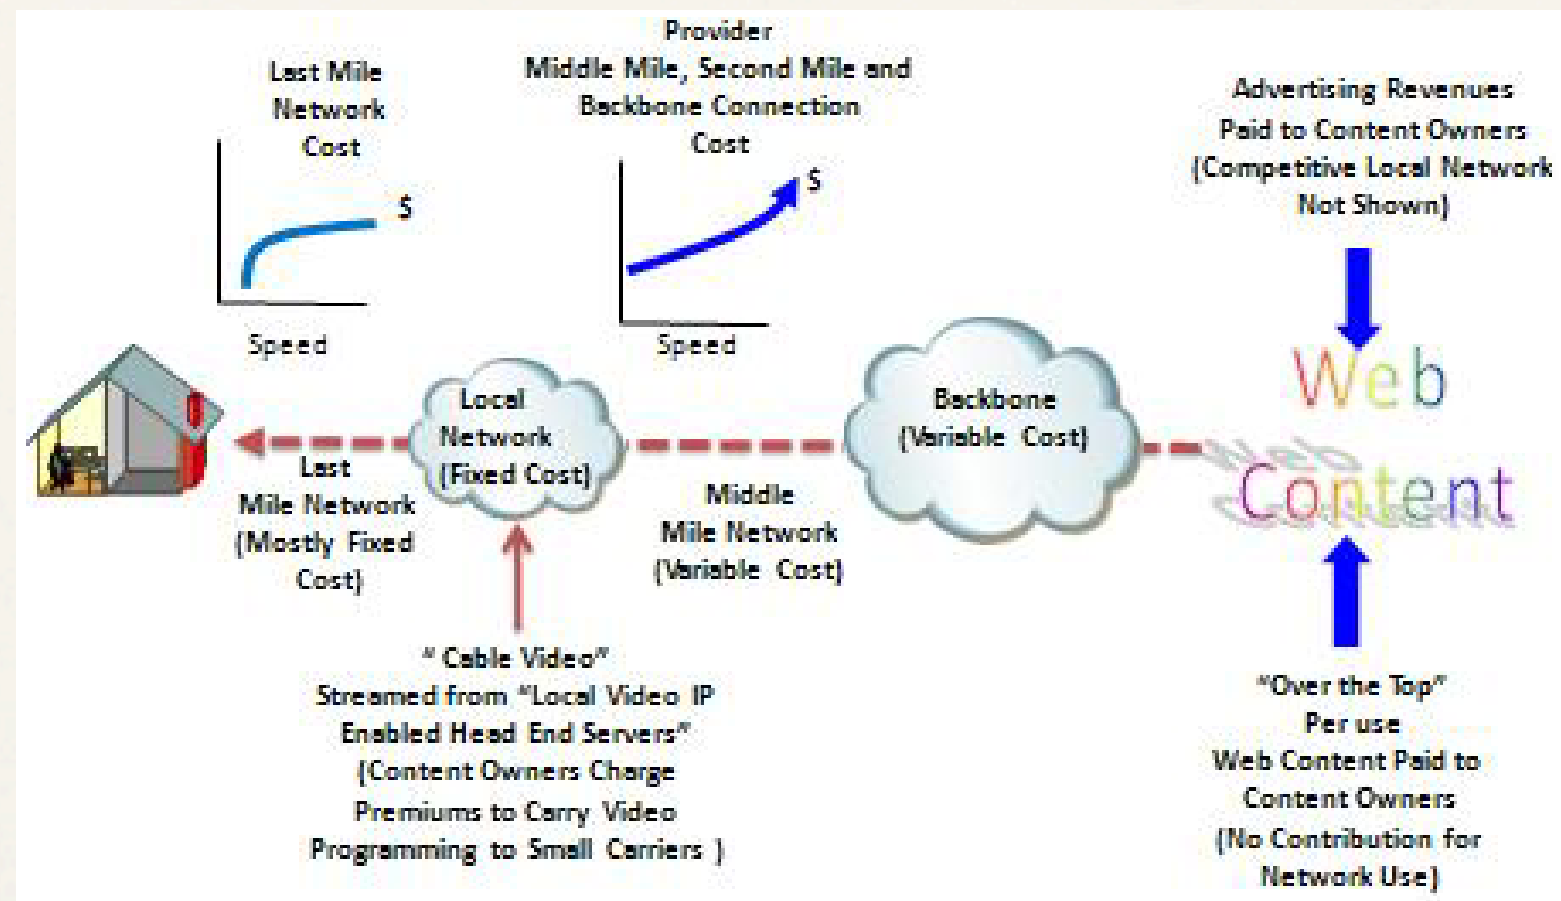 Last Mile
Network
Cost
$
Speed
Provider
Middle Mile, Second Mile and
Backbone Connection
Cost
$
Speed
Advertising Revenues
Paid to Content Owners
(Competitive Local Network
Not Shown)
Web
Content
Local
Network
(Fixed Cost)
Backbone
(Variable Cost)
Last
Mile Network
(Mostly Fixed
Cost)
Middle
Mile Network
(Variable Cost)
“ Cable Video”
Streamed from “Local Video IP
Enabled Head End Servers”
(Content Owners Charge
Premiums to Carry Video
Programming to Small Carriers )
“Over the Top”
Per use
Web Content Paid to
Content Owners
(No Contribution for
Network Use)